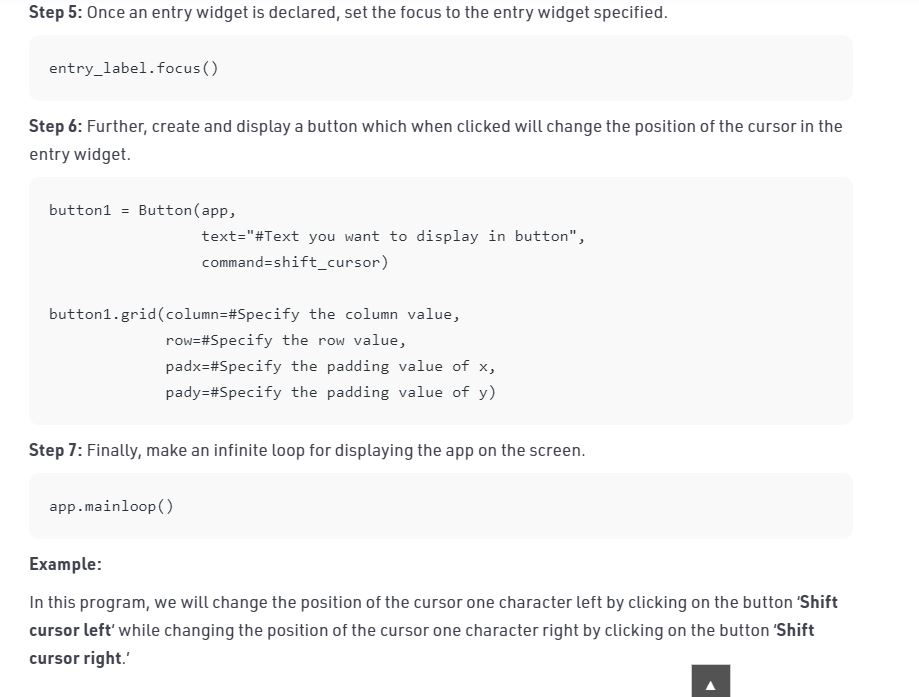 Step 5: Once an entry widget is declared, set the focus to the entry widget specified.
entry_label.focus()
Step 6: Further, create and display a button which when clicked will change the position of the cursor in the
entry widget.
button1 = Button(app,
                 text="#Text you want to display in button",
                 command=shift_cursor)
button1.grid(column=#Specify the column value,
             row=#Specify the row value,
             padx=#Specify the padding value of x,
             pady=#Specify the padding value of y)
Step 7: Finally, make an infinite loop for displaying the app on the screen.
app.mainloop()
Example:
In this program, we will change the position of the cursor one character left by clicking on the button ‘Shift
cursor left‘ while changing the position of the cursor one character right by clicking on the button ‘Shift
cursor right.’